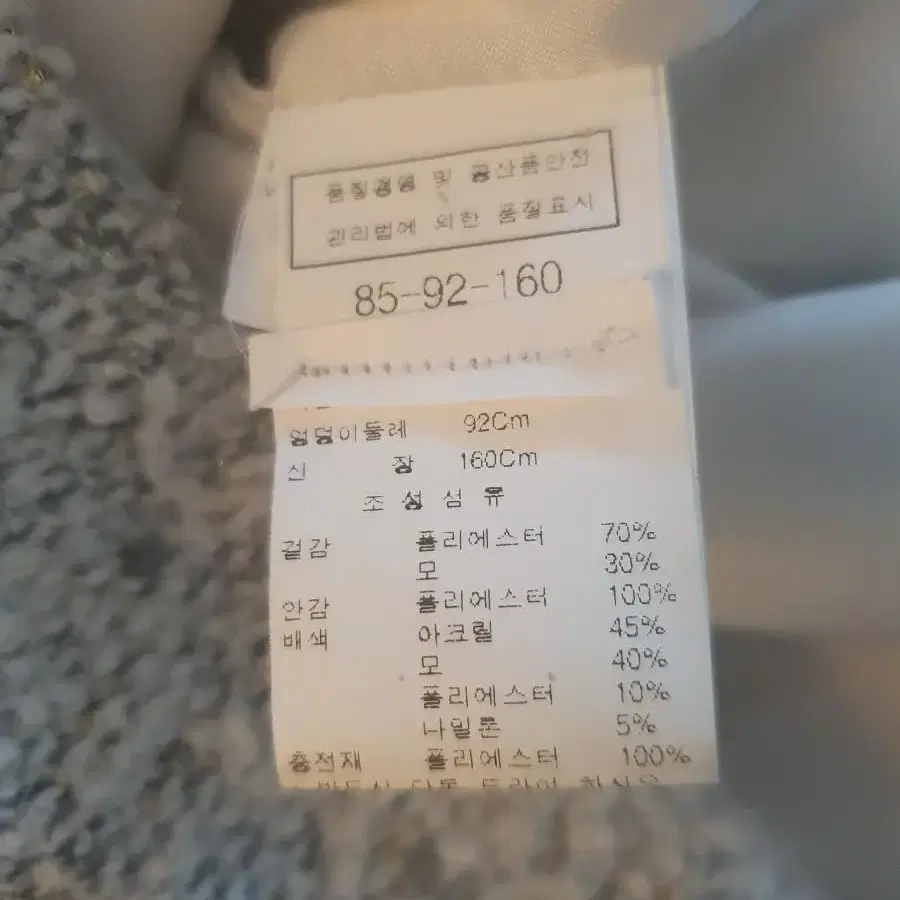 품질경영 및 공산품안전
관리법에 의한 품질표시
85-92-160
엉덩이둘레 92Cm
신 장 160Cm
조 성 섬 유
겉감 폴리에스터 70%
모 30%
안감 폴리에스터 100%
배색 아크릴 45%
모 40%
폴리에스터 10%
나일론 5%
충전재 폴리에스터 100%